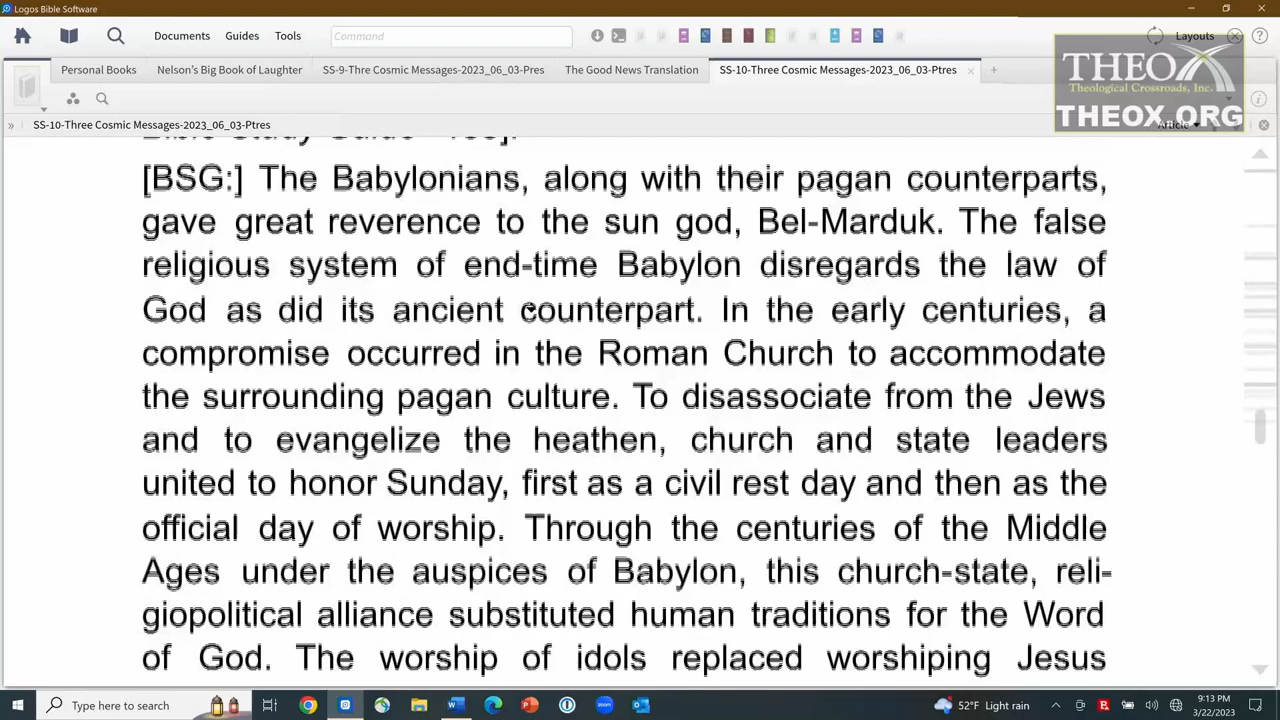 Logos Bible Software
Documents Guides Tools Command Layouts
Personal Books Nelson's Big Book of Laughter SS-9-Thre Cosmic Messages-2023_06_03-Pres The Good News Translation SS-10-Three Cosmic Messages-2023_06_03-Ptres
THEOX
Theological Crossroads, Inc.
THEOX.ORG
SS-10-Three Cosmic Messages-2023_06_03-Ptres Article
[BSG:] The Babylonians, along with their pagan counterparts,
gave great reverence to the sun god, Bel-Marduk. The false
religious system of end-time Babylon disregards the law of
God as did its ancient counterpart. In the early centuries, a
compromise occurred in the Roman Church to accommodate
the surrounding pagan culture. To disassociate from the Jews
and to evangelize the heathen, church and state leaders
united to honor Sunday, first as a civil rest day and then as the
official day of worship. Through the centuries of the Middle
Ages under the auspices of Babylon, this church-state, reli-
giopolitical alliance substituted human traditions for the Word
of God. The worship of idols replaced worshiping Jesus
Type here to search 52°F Light rain 9:13 PM
3/22/2023